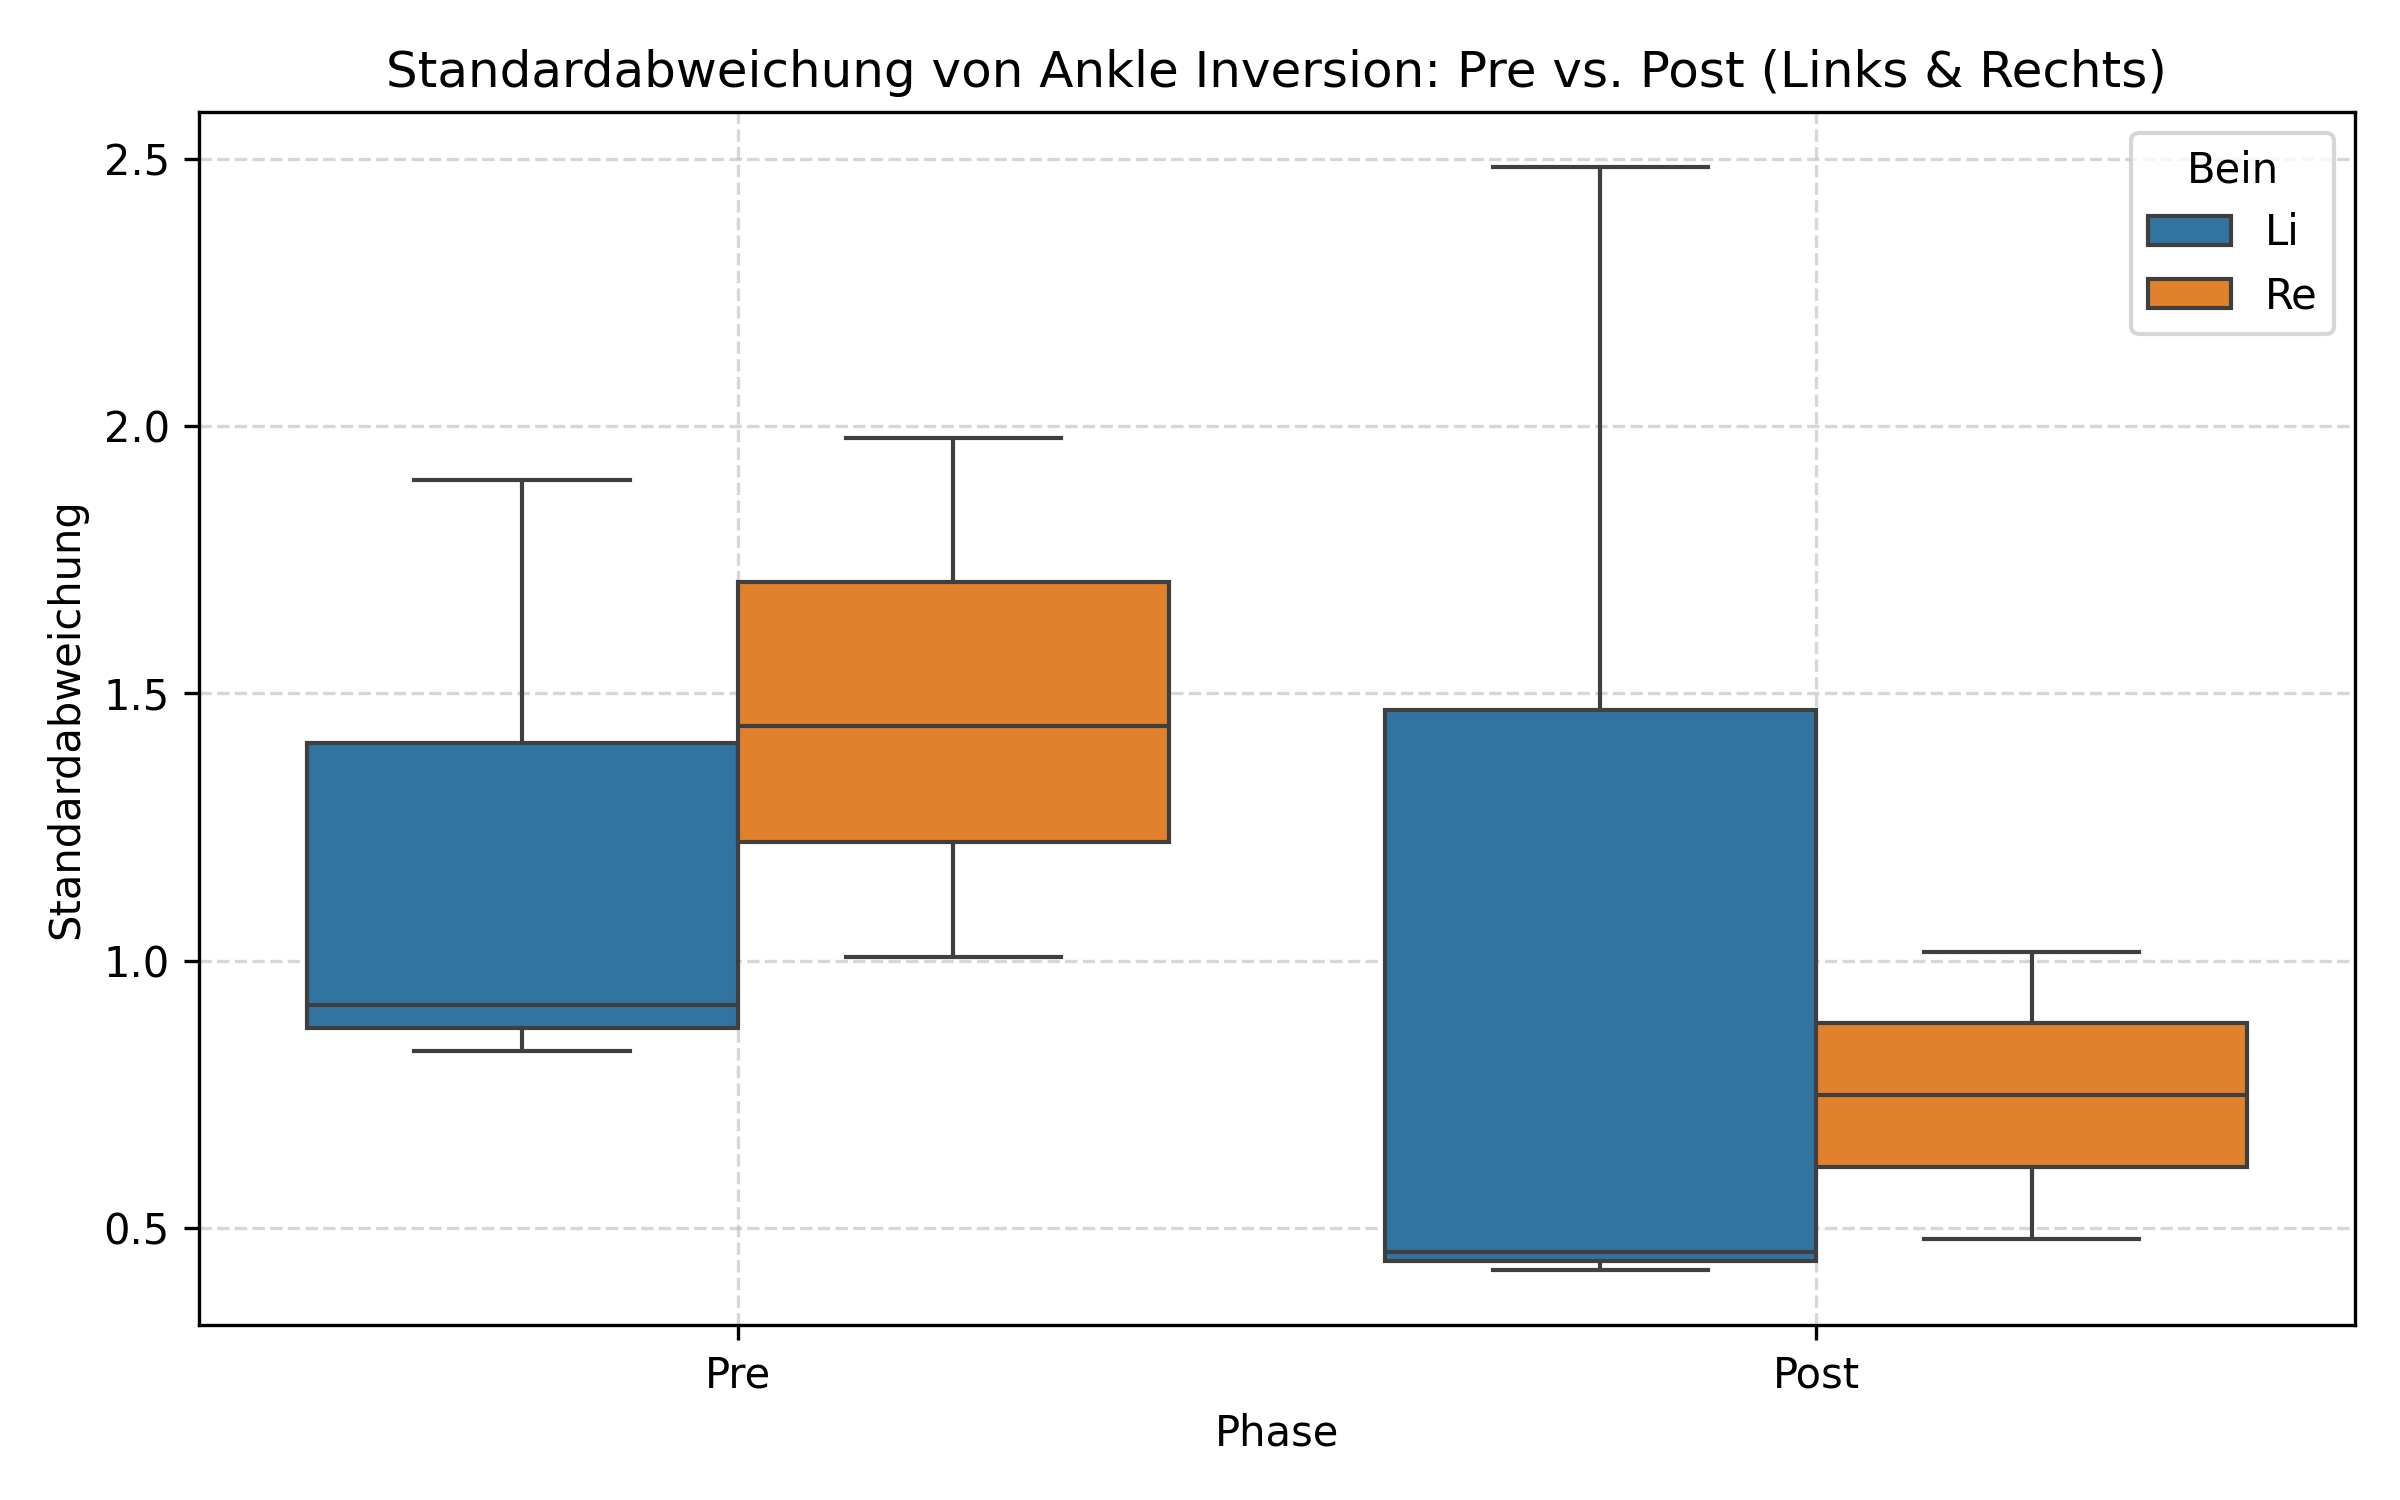 Standardabweichung von Ankle Inversion: Pre vs. Post (Links & Rechts)
Standardabweichung
2.5
2.0
1.5
1.0
0.5
Bein
Li
Re
Pre
Post
Phase